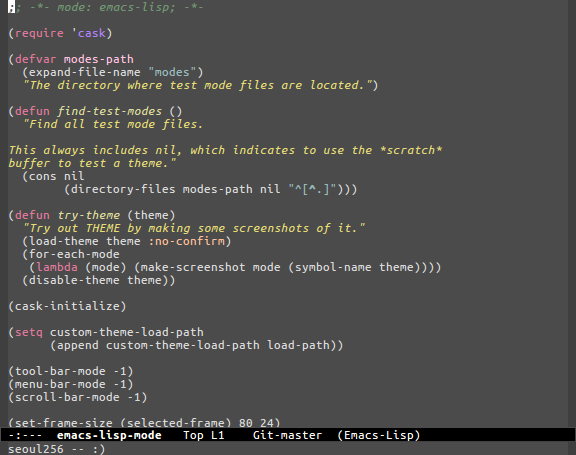 ;; -*- mode: emacs-lisp; -*-
(require 'cask)
(defvar modes-path
  (expand-file-name "modes")
  "The directory where test mode files are located.")
(defun find-test-modes ()
  "Find all test mode files.
This always includes nil, which indicates to use the *scratch*
buffer to test a theme."
  (cons nil
        (directory-files modes-path nil "^[^.]")))
(defun try-theme (theme)
  "Try out THEME by making some screenshots of it."
  (load-theme theme :no-confirm)
  (for-each-mode
   (lambda (mode) (make-screenshot mode (symbol-name theme))))
  (disable-theme theme))
(cask-initialize)
(setq custom-theme-load-path
      (append custom-theme-load-path load-path))
(tool-bar-mode -1)
(menu-bar-mode -1)
(scroll-bar-mode -1)
(set-frame-size (selected-frame) 80 24)
-:---  emacs-lisp-mode   Top L1    Git-master  (Emacs-Lisp)
seoul256 -- :)